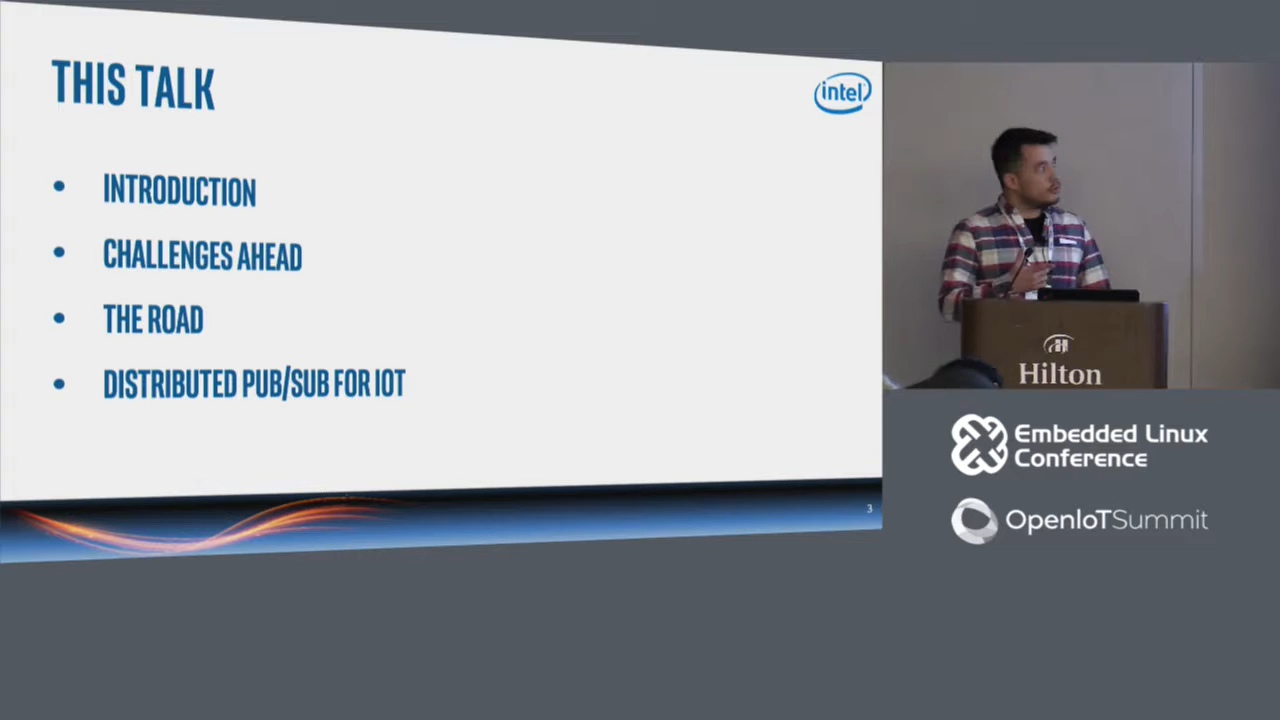 THIS TALK
intel
• INTRODUCTION
• CHALLENGES AHEAD
• THE ROAD
• DISTRIBUTED PUB/SUB FOR IOT
3
Hilton
Embedded Linux
Conference
OpenIoTSummit